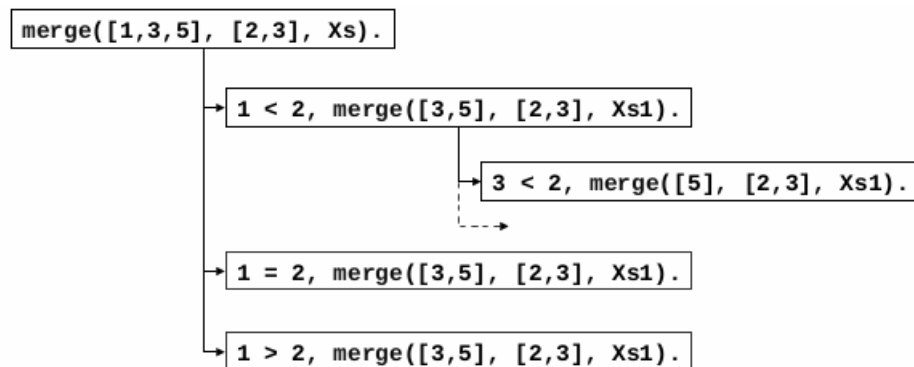 merge([1,3,5], [2,3], Xs).
1 < 2, merge([3,5], [2,3], Xs1).
3 < 2, merge([5], [2,3], Xs1).
1 = 2, merge([3,5], [2,3], Xs1).
1 > 2, merge([3,5], [2,3], Xs1).